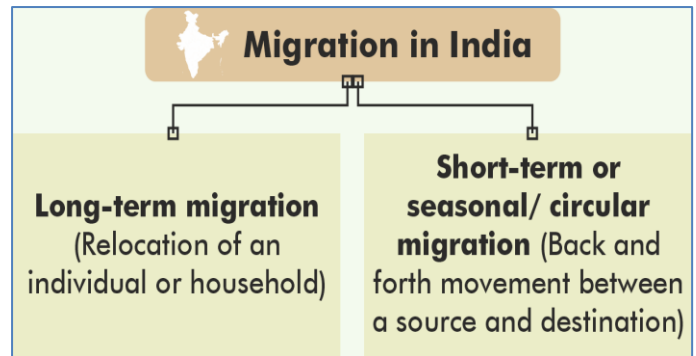 Migration in India
Long-term migration
(Relocation of an
individual or household)
Short-term or
seasonal/ circular
migration (Back and
forth movement between
a source and destination)